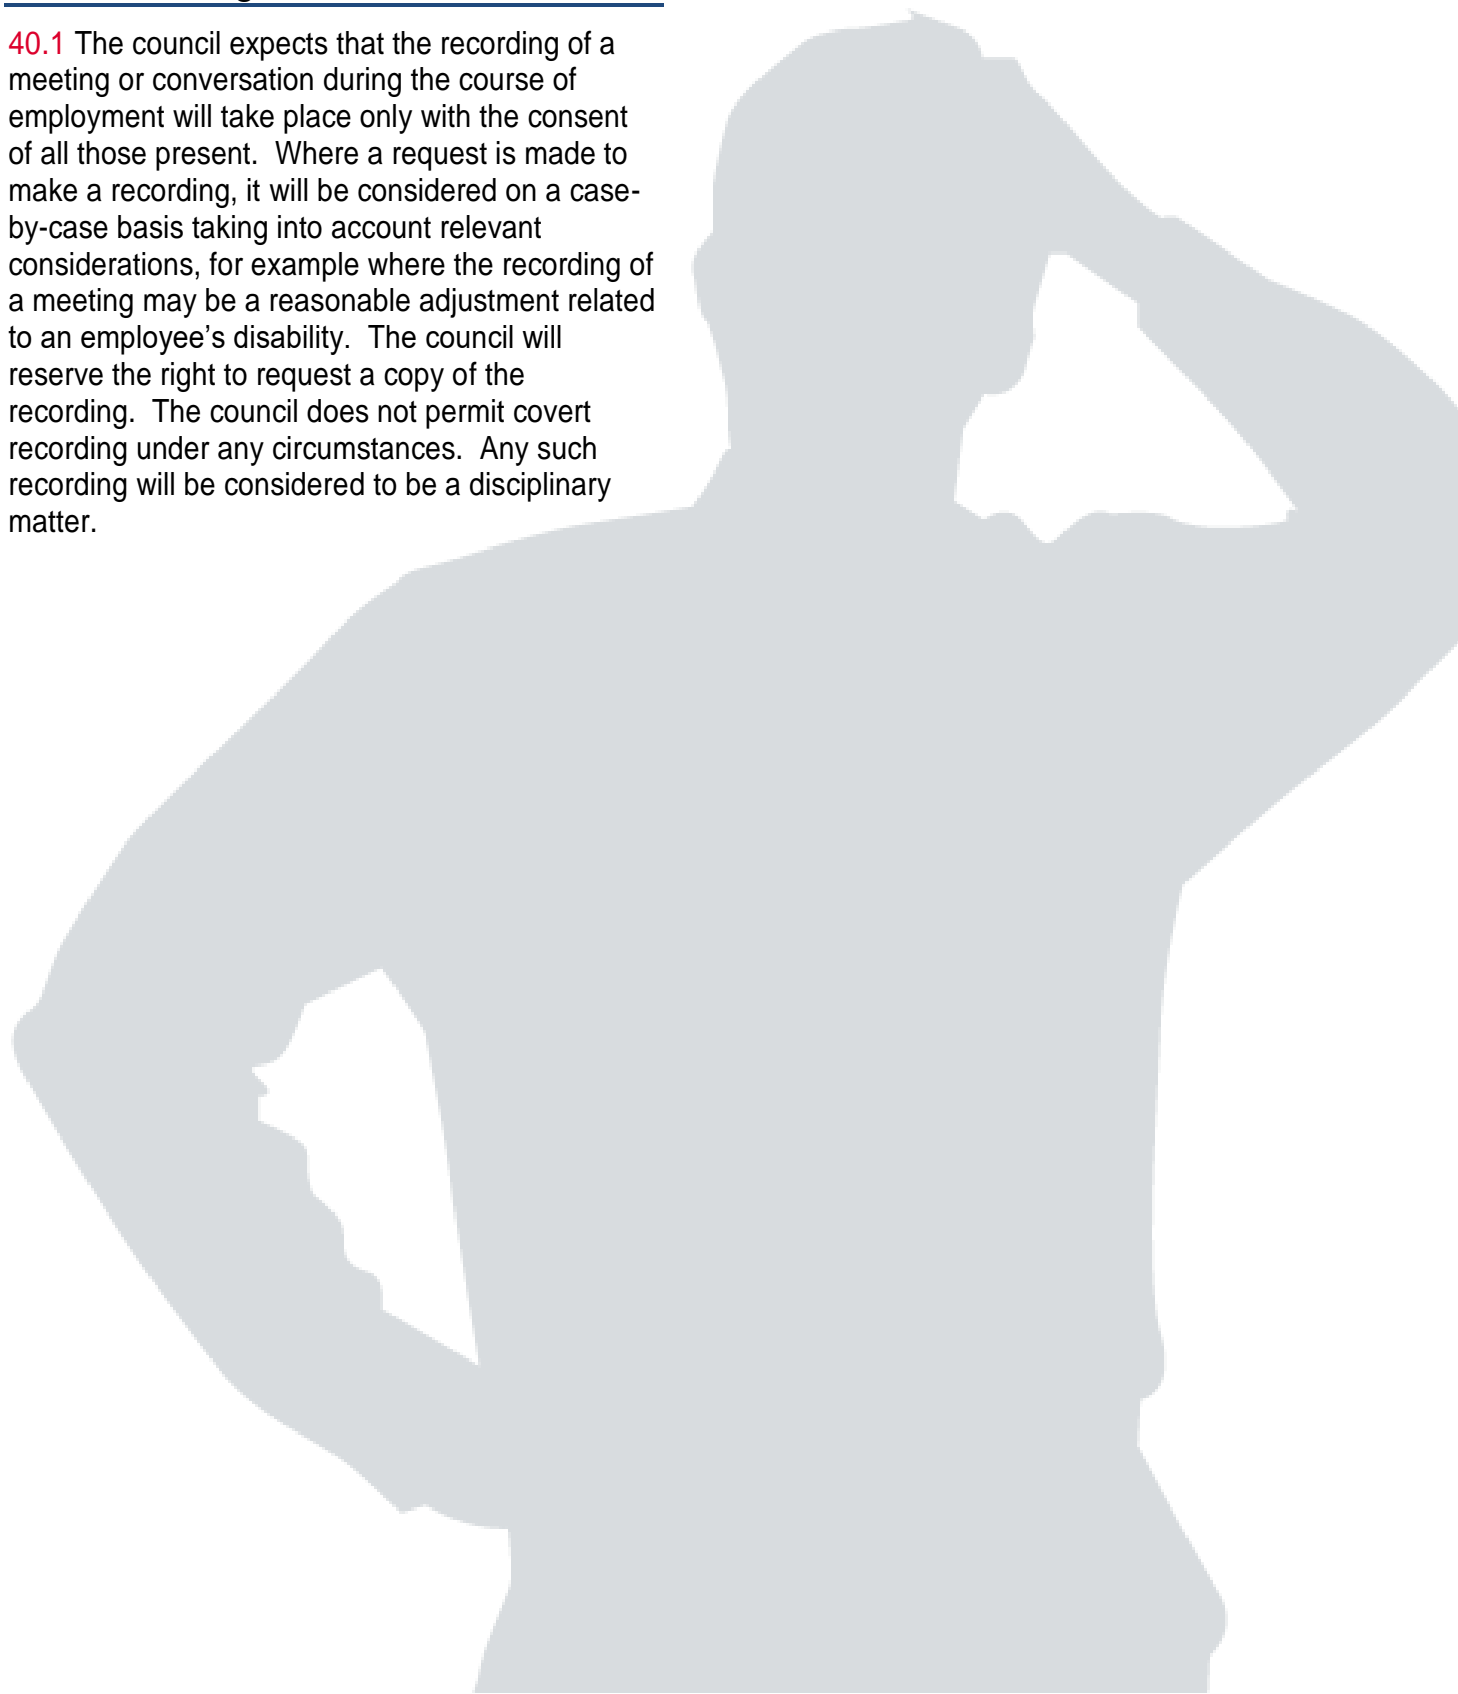 40.1 The council expects that the recording of a
meeting or conversation during the course of
employment will take place only with the consent
of all those present.  Where a request is made to
make a recording, it will be considered on a case-
by-case basis taking into account relevant
considerations, for example where the recording of
a meeting may be a reasonable adjustment related
to an employee’s disability.  The council will
reserve the right to request a copy of the
recording.  The council does not permit covert
recording under any circumstances.  Any such
recording will be considered to be a disciplinary
matter.